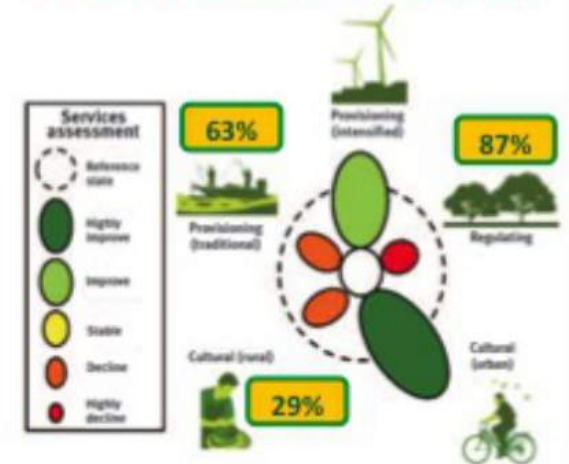 Services
assessment
Reference
state
Highly
improve
Improve
Stable
Decline
Highly
decline
63%
Provisioning
(traditional)
Provisioning
(intensified)
87%
Regulating
Cultural (rural)
29%
Cultural
(urban)